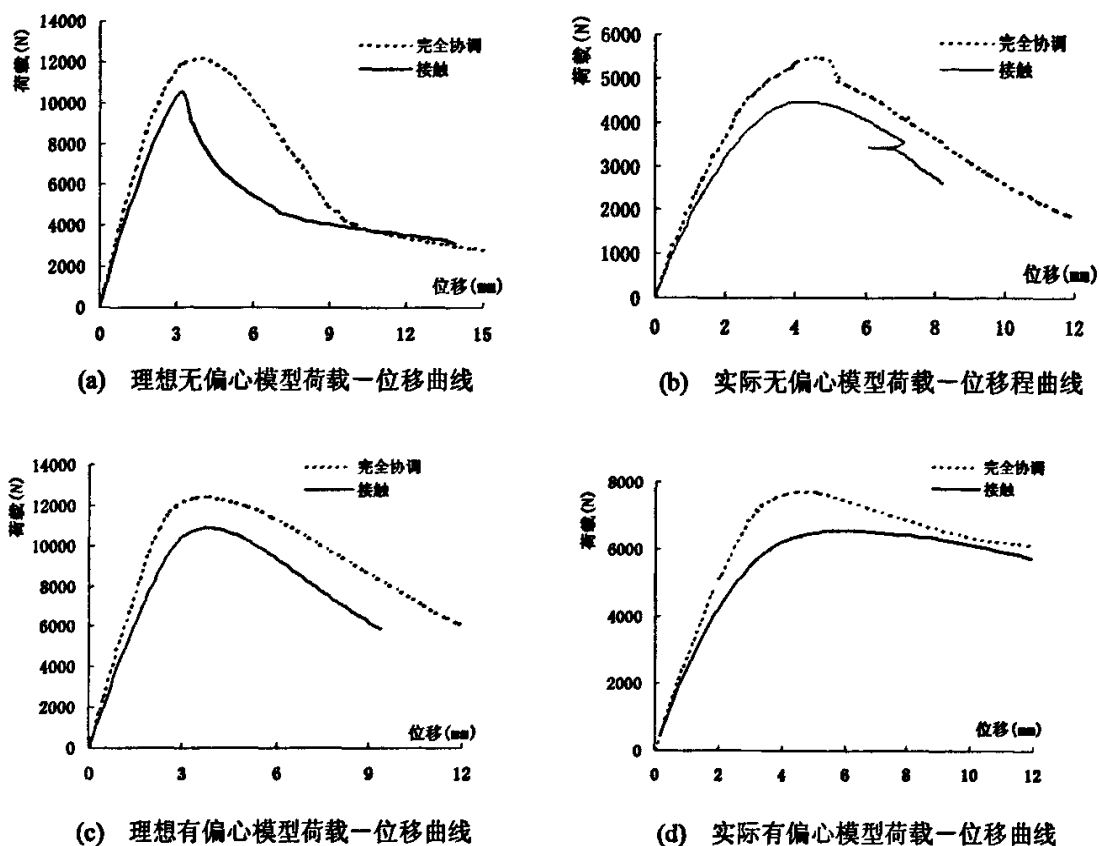 荷载(N)
14000
12000
10000
8000
6000
4000
2000
0
0 3 6 9 12 15
完全协调
接触
位移(mm)
(a) 理想无偏心模型荷载—位移曲线
荷载(N)
6000
5000
4000
3000
2000
1000
0
0 2 4 6 8 10 12
完全协调
接触
位移(mm)
(b) 实际无偏心模型荷载—位移程曲线
荷载(N)
14000
12000
10000
8000
6000
4000
2000
0
0 3 6 9 12
完全协调
接触
位移(mm)
(c) 理想有偏心模型荷载—位移曲线
荷载(N)
8000
6000
4000
2000
0
0 2 4 6 8 10 12
完全协调
接触
位移(mm)
(d) 实际有偏心模型荷载—位移曲线